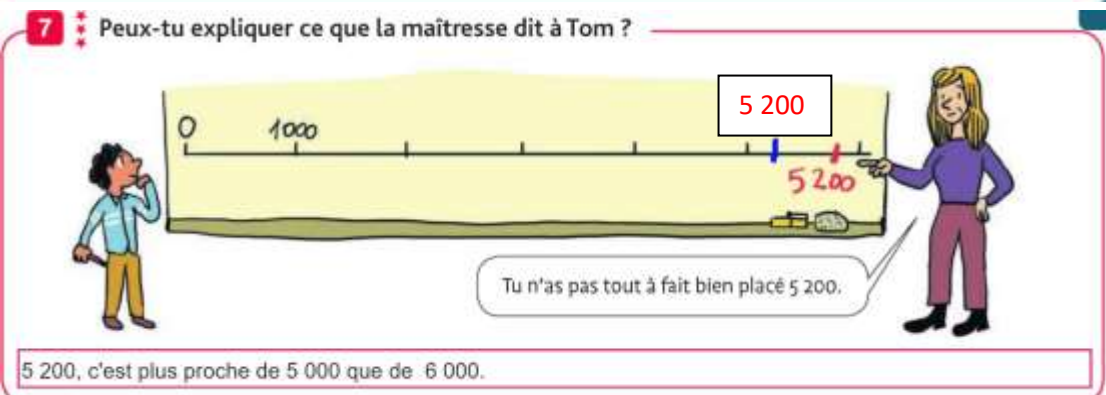 7 Peux-tu expliquer ce que la maîtresse dit à Tom ?
5 200
0 1000
5 200
Tu n'as pas tout à fait bien placé 5 200.
5 200, c'est plus proche de 5 000 que de 6 000.